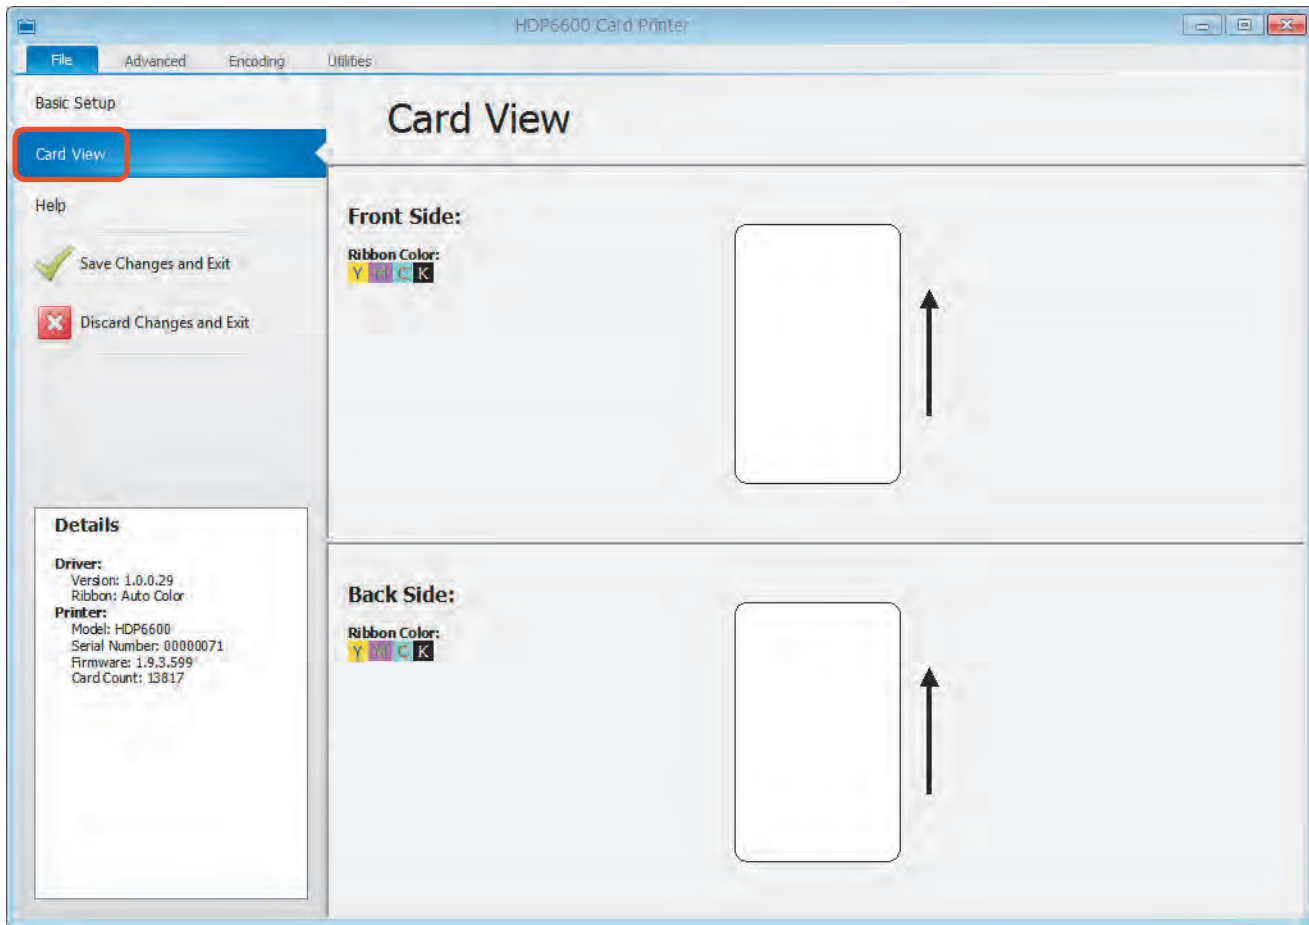 HDP6600 Card Printer
File Advanced Encoding Utilities
Basic Setup
Card View
Help
Save Changes and Exit
Discard Changes and Exit
Details
Driver:
Version: 1.0.0.29
Ribbon: Auto Color
Printer:
Model: HDP6600
Serial Number: 00000071
Firmware: 1.9.3.599
Card Count: 13817
Card View
Front Side:
Ribbon Color:
Y M C K
Back Side:
Ribbon Color:
Y M C K